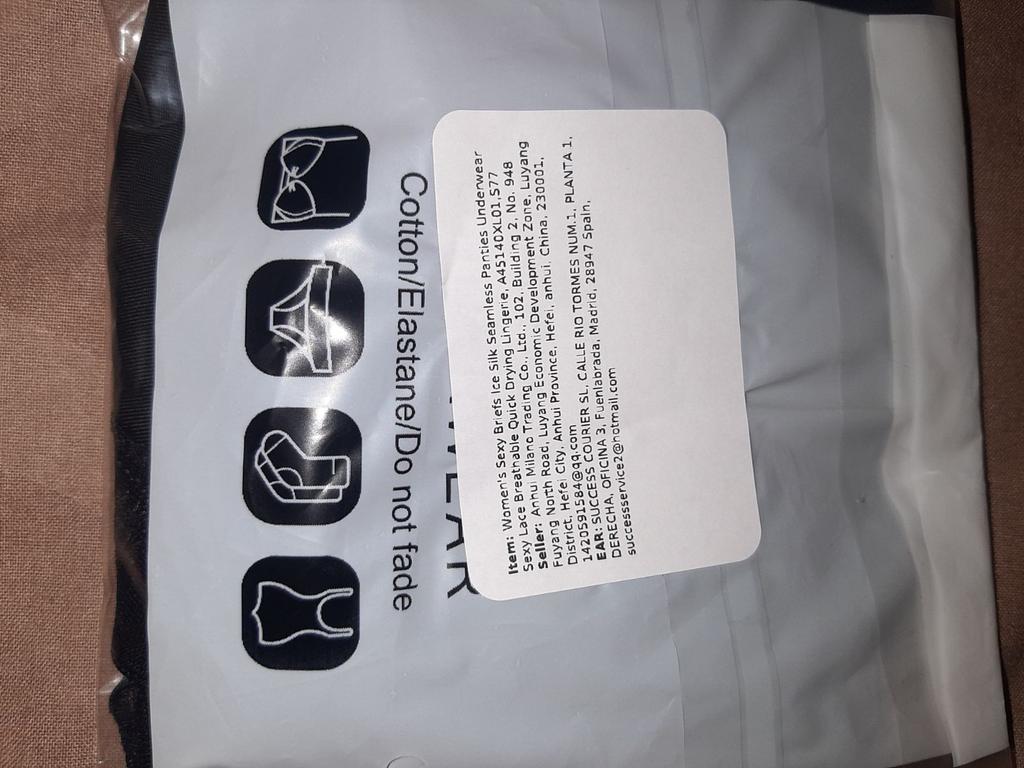 Cotton/Elastane/Do not fade
WEAR
Item: Women's Sexy Briefs Ice Silk Seamless Panties Underwear
Sexy Lace Breathable Quick Drying Lingerie, A45140XL01,S77
Seller: Anhui Milano Trading Co., Ltd., 102, Building 2, No. 948
Fuyang North Road, Luyang Economic Development Zone, Luyang
District, Hefei City, Anhui Province, Hefei, anhui, China, 230001,
1420591584@qq.com
EAR: SUCCESS COURIER SL, CALLE RIO TORMES NUM.1, PLANTA 1,
DERECHA, OFICINA 3, Fuenlabrada, Madrid, 28947 Spain,
successservice2@hotmail.com